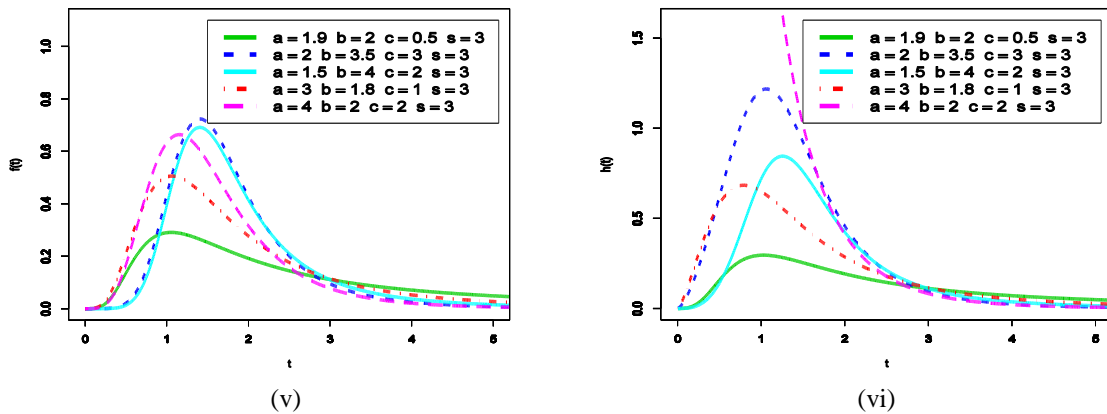 a=1.9 b=2 c=0.5 s=3
a=2 b=3.5 c=3 s=3
a=1.5 b=4 c=2 s=3
a=3 b=1.8 c=1 s=3
a=4 b=2 c=2 s=3
f(t)
0.0 0.2 0.4 0.6 0.8 1.0
0 1 2 3 4 5
t
(v)
a=1.9 b=2 c=0.5 s=3
a=2 b=3.5 c=3 s=3
a=1.5 b=4 c=2 s=3
a=3 b=1.8 c=1 s=3
a=4 b=2 c=2 s=3
h(t)
0.0 0.5 1.0 1.5
0 1 2 3 4 5
t
(vi)